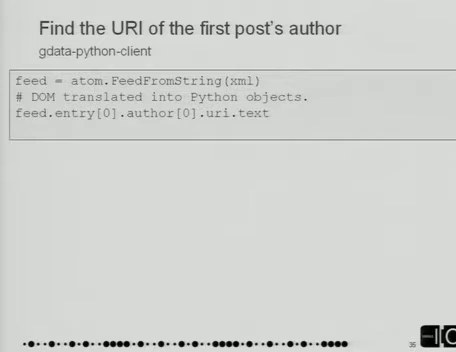 Find the URI of the first post's author
gdata-python-client
feed = atom.FeedFromString(xml)
# DOM translated into Python objects.
feed.entry[0].author[0].uri.text